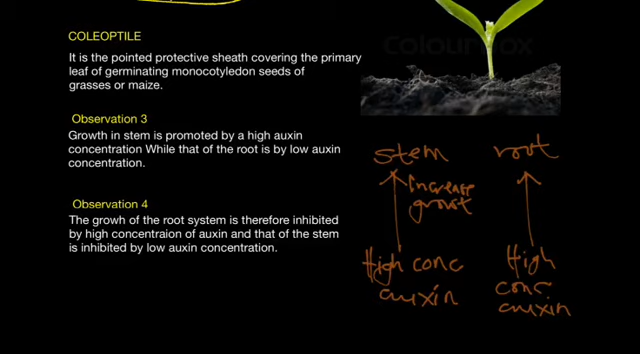 COLEOPTILE
It is the pointed protective sheath covering the primary
leaf of germinating monocotyledon seeds of
grasses or maize.
Observation 3
Growth in stem is promoted by a high auxin
concentration While that of the root is by low auxin
concentration.
Observation 4
The growh of the root system is therefore inhibited
by high concentraion of auxin and that of the stem
is inhibited by low auxin concentration.
Colourbox
stem
increase
High conc
auxin
root
High
conc
auxin